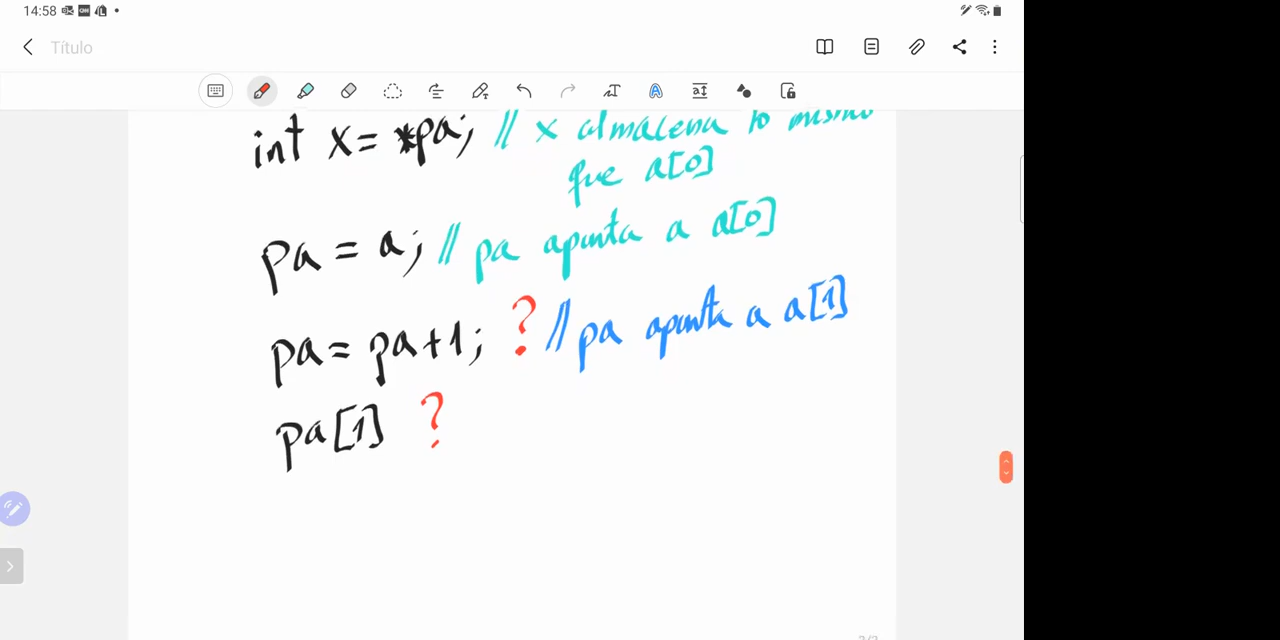 14:58
Título
int x = *pa; // x almacena lo mismo
que a[0]
pa = a; // pa apunta a a[0]
pa = pa+1; ? // pa apunta a a[1]
pa[1] ?